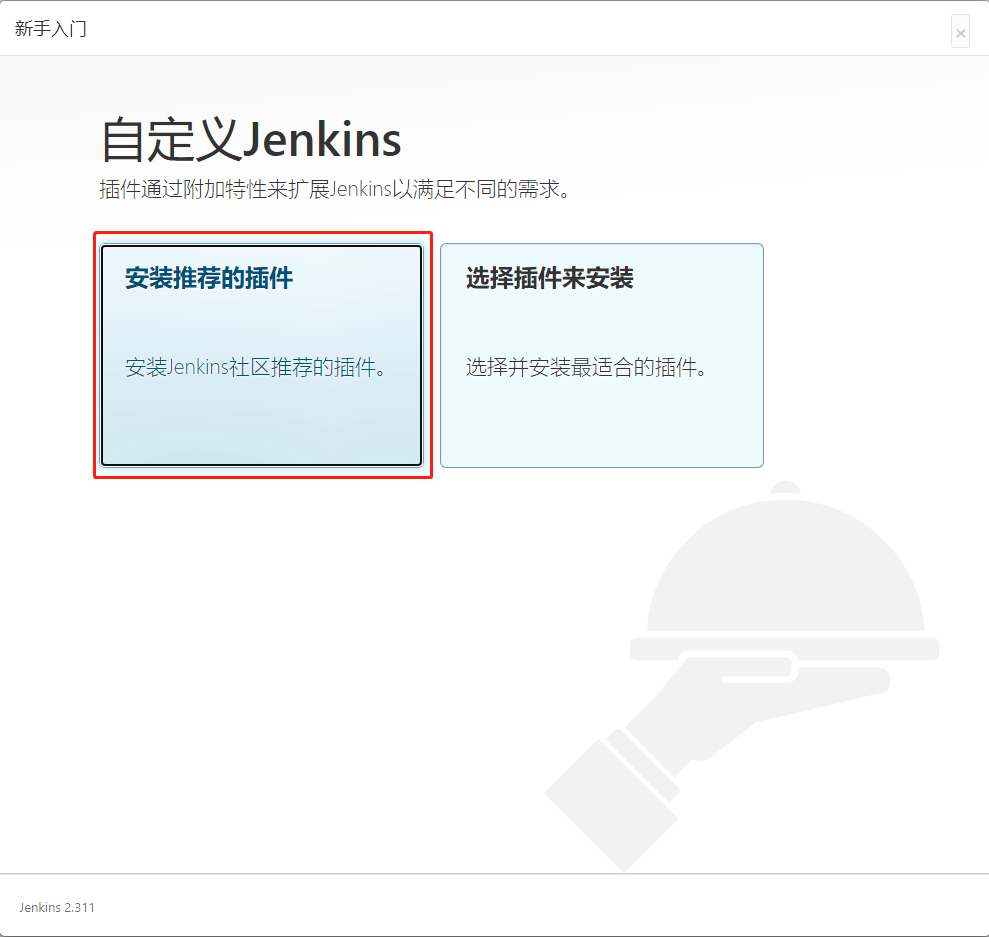 新手入门
×
自定义Jenkins
插件通过附加特性来扩展Jenkins以满足不同的需求。
安装推荐的插件
安装Jenkins社区推荐的插件。
选择插件来安装
选择并安装最适合的插件。
Jenkins 2.311